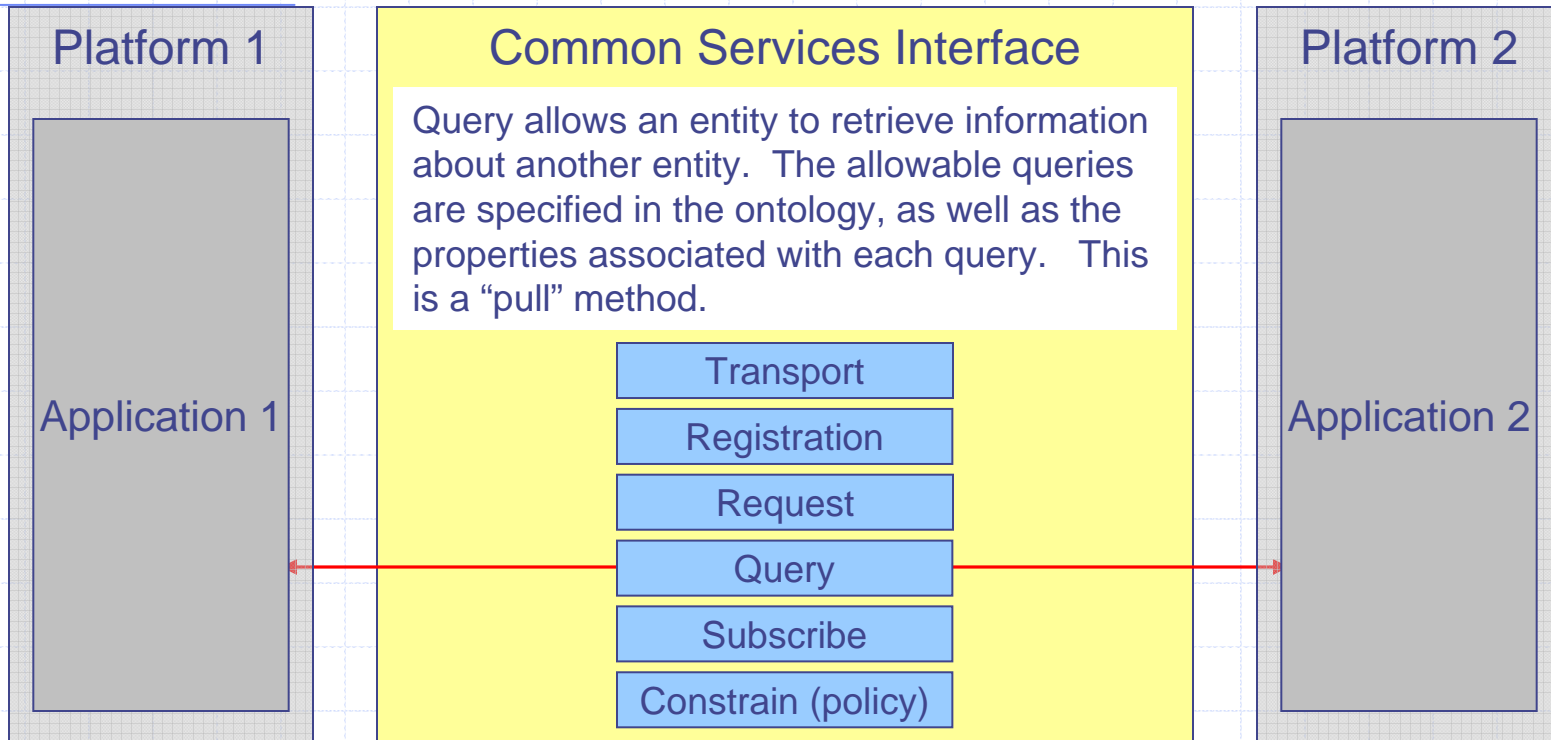 Platform 1
Application 1
Common Services Interface
Query allows an entity to retrieve information
about another entity.  The allowable queries
are specified in the ontology, as well as the
properties associated with each query.   This
is a “pull” method.
Transport
Registration
Request
Query
Subscribe
Constrain (policy)
Platform 2
Application 2